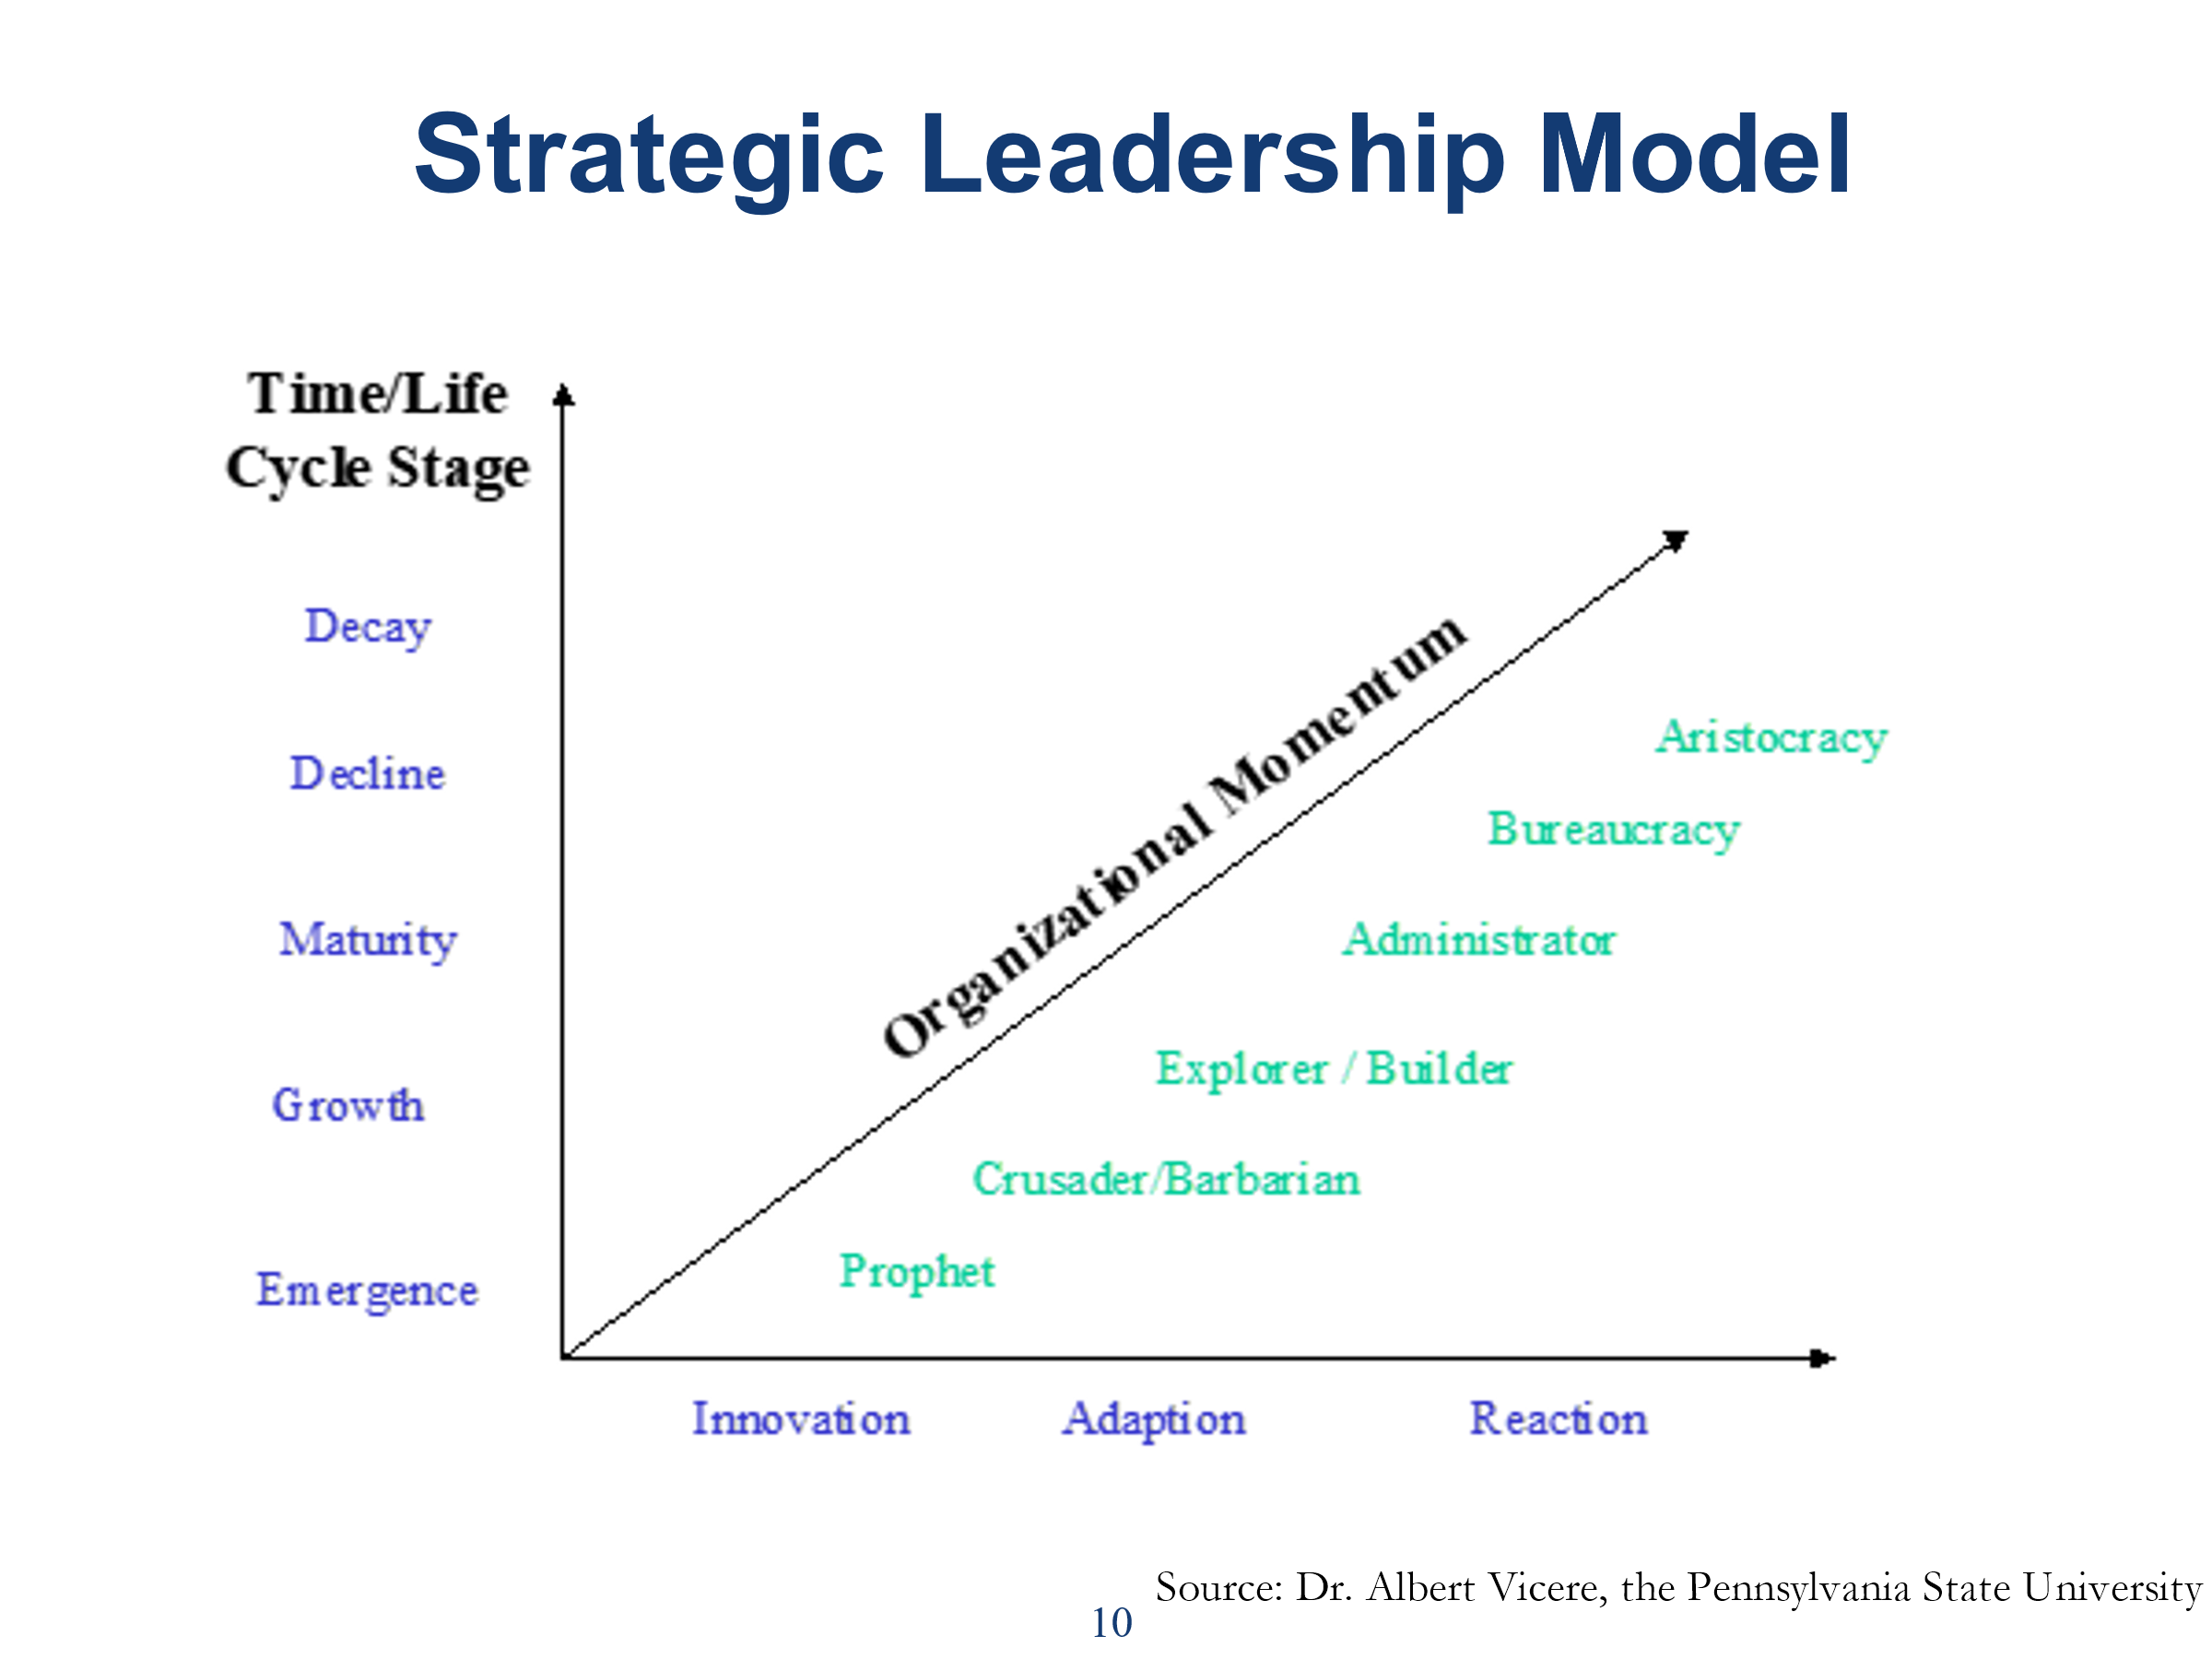 Strategic Leadership Model
Time/Life
Cycle Stage
Decay
Decline
Maturity
Growth
Emergence
Organizational Momentum
Aristocracy
Bureaucracy
Administrator
Explorer / Builder
Crusader/Barbarian
Prophet
Innovation
Adaption
Reaction
Source: Dr. Albert Vicere, the Pennsylvania State University
10